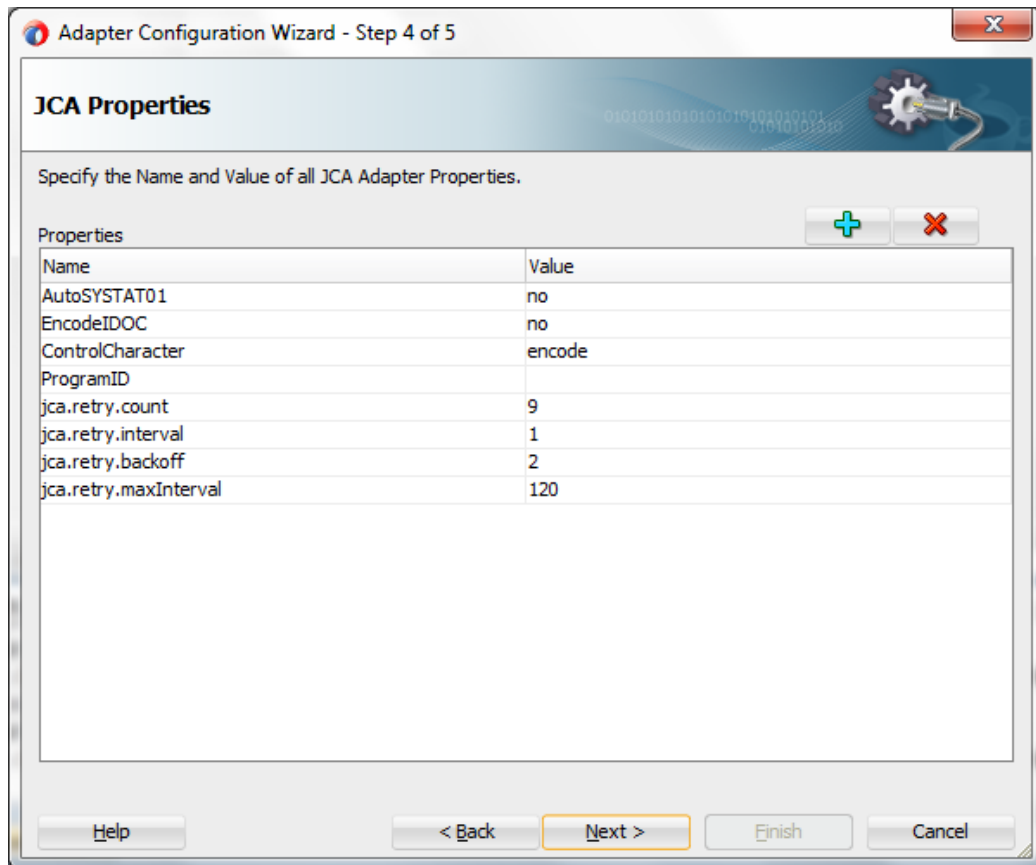 Adapter Configuration Wizard - Step 4 of 5
JCA Properties
Specify the Name and Value of all JCA Adapter Properties.
Properties
Name Value
AutoSYSTAT01 no
EncodeIDOC no
ControlCharacter encode
ProgramID
jca.retry.count 9
jca.retry.interval 1
jca.retry.backoff 2
jca.retry.maxInterval 120
Help < Back Next > Finish Cancel